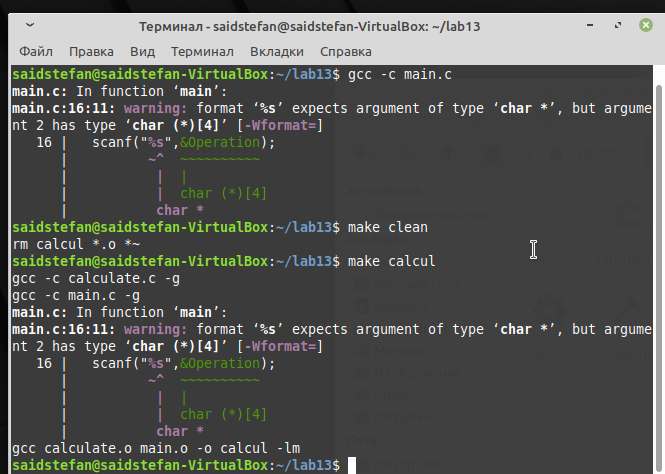 Терминал - saidstefan@saidstefan-VirtualBox: ~/lab13
Файл Правка Вид Терминал Вкладки Справка
saidstefan@saidstefan-VirtualBox:~/lab13$ gcc -c main.c
main.c: In function ‘main’:
main.c:16:11: warning: format ‘%s’ expects argument of type ‘char *’, but argume
nt 2 has type ‘char (*)[4]’ [-Wformat=]
   16 |   scanf("%s",&Operation);
      |          ~^  ~~~~~~~~~~
      |           |  |
      |           |  char (*)[4]
      |           char *
saidstefan@saidstefan-VirtualBox:~/lab13$ make clean
rm calcul *.o *~
saidstefan@saidstefan-VirtualBox:~/lab13$ make calcul
gcc -c calculate.c -g
gcc -c main.c -g
main.c: In function ‘main’:
main.c:16:11: warning: format ‘%s’ expects argument of type ‘char *’, but argume
nt 2 has type ‘char (*)[4]’ [-Wformat=]
   16 |   scanf("%s",&Operation);
      |          ~^  ~~~~~~~~~~
      |           |  |
      |           |  char (*)[4]
      |           char *
gcc calculate.o main.o -o calcul -lm
saidstefan@saidstefan-VirtualBox:~/lab13$